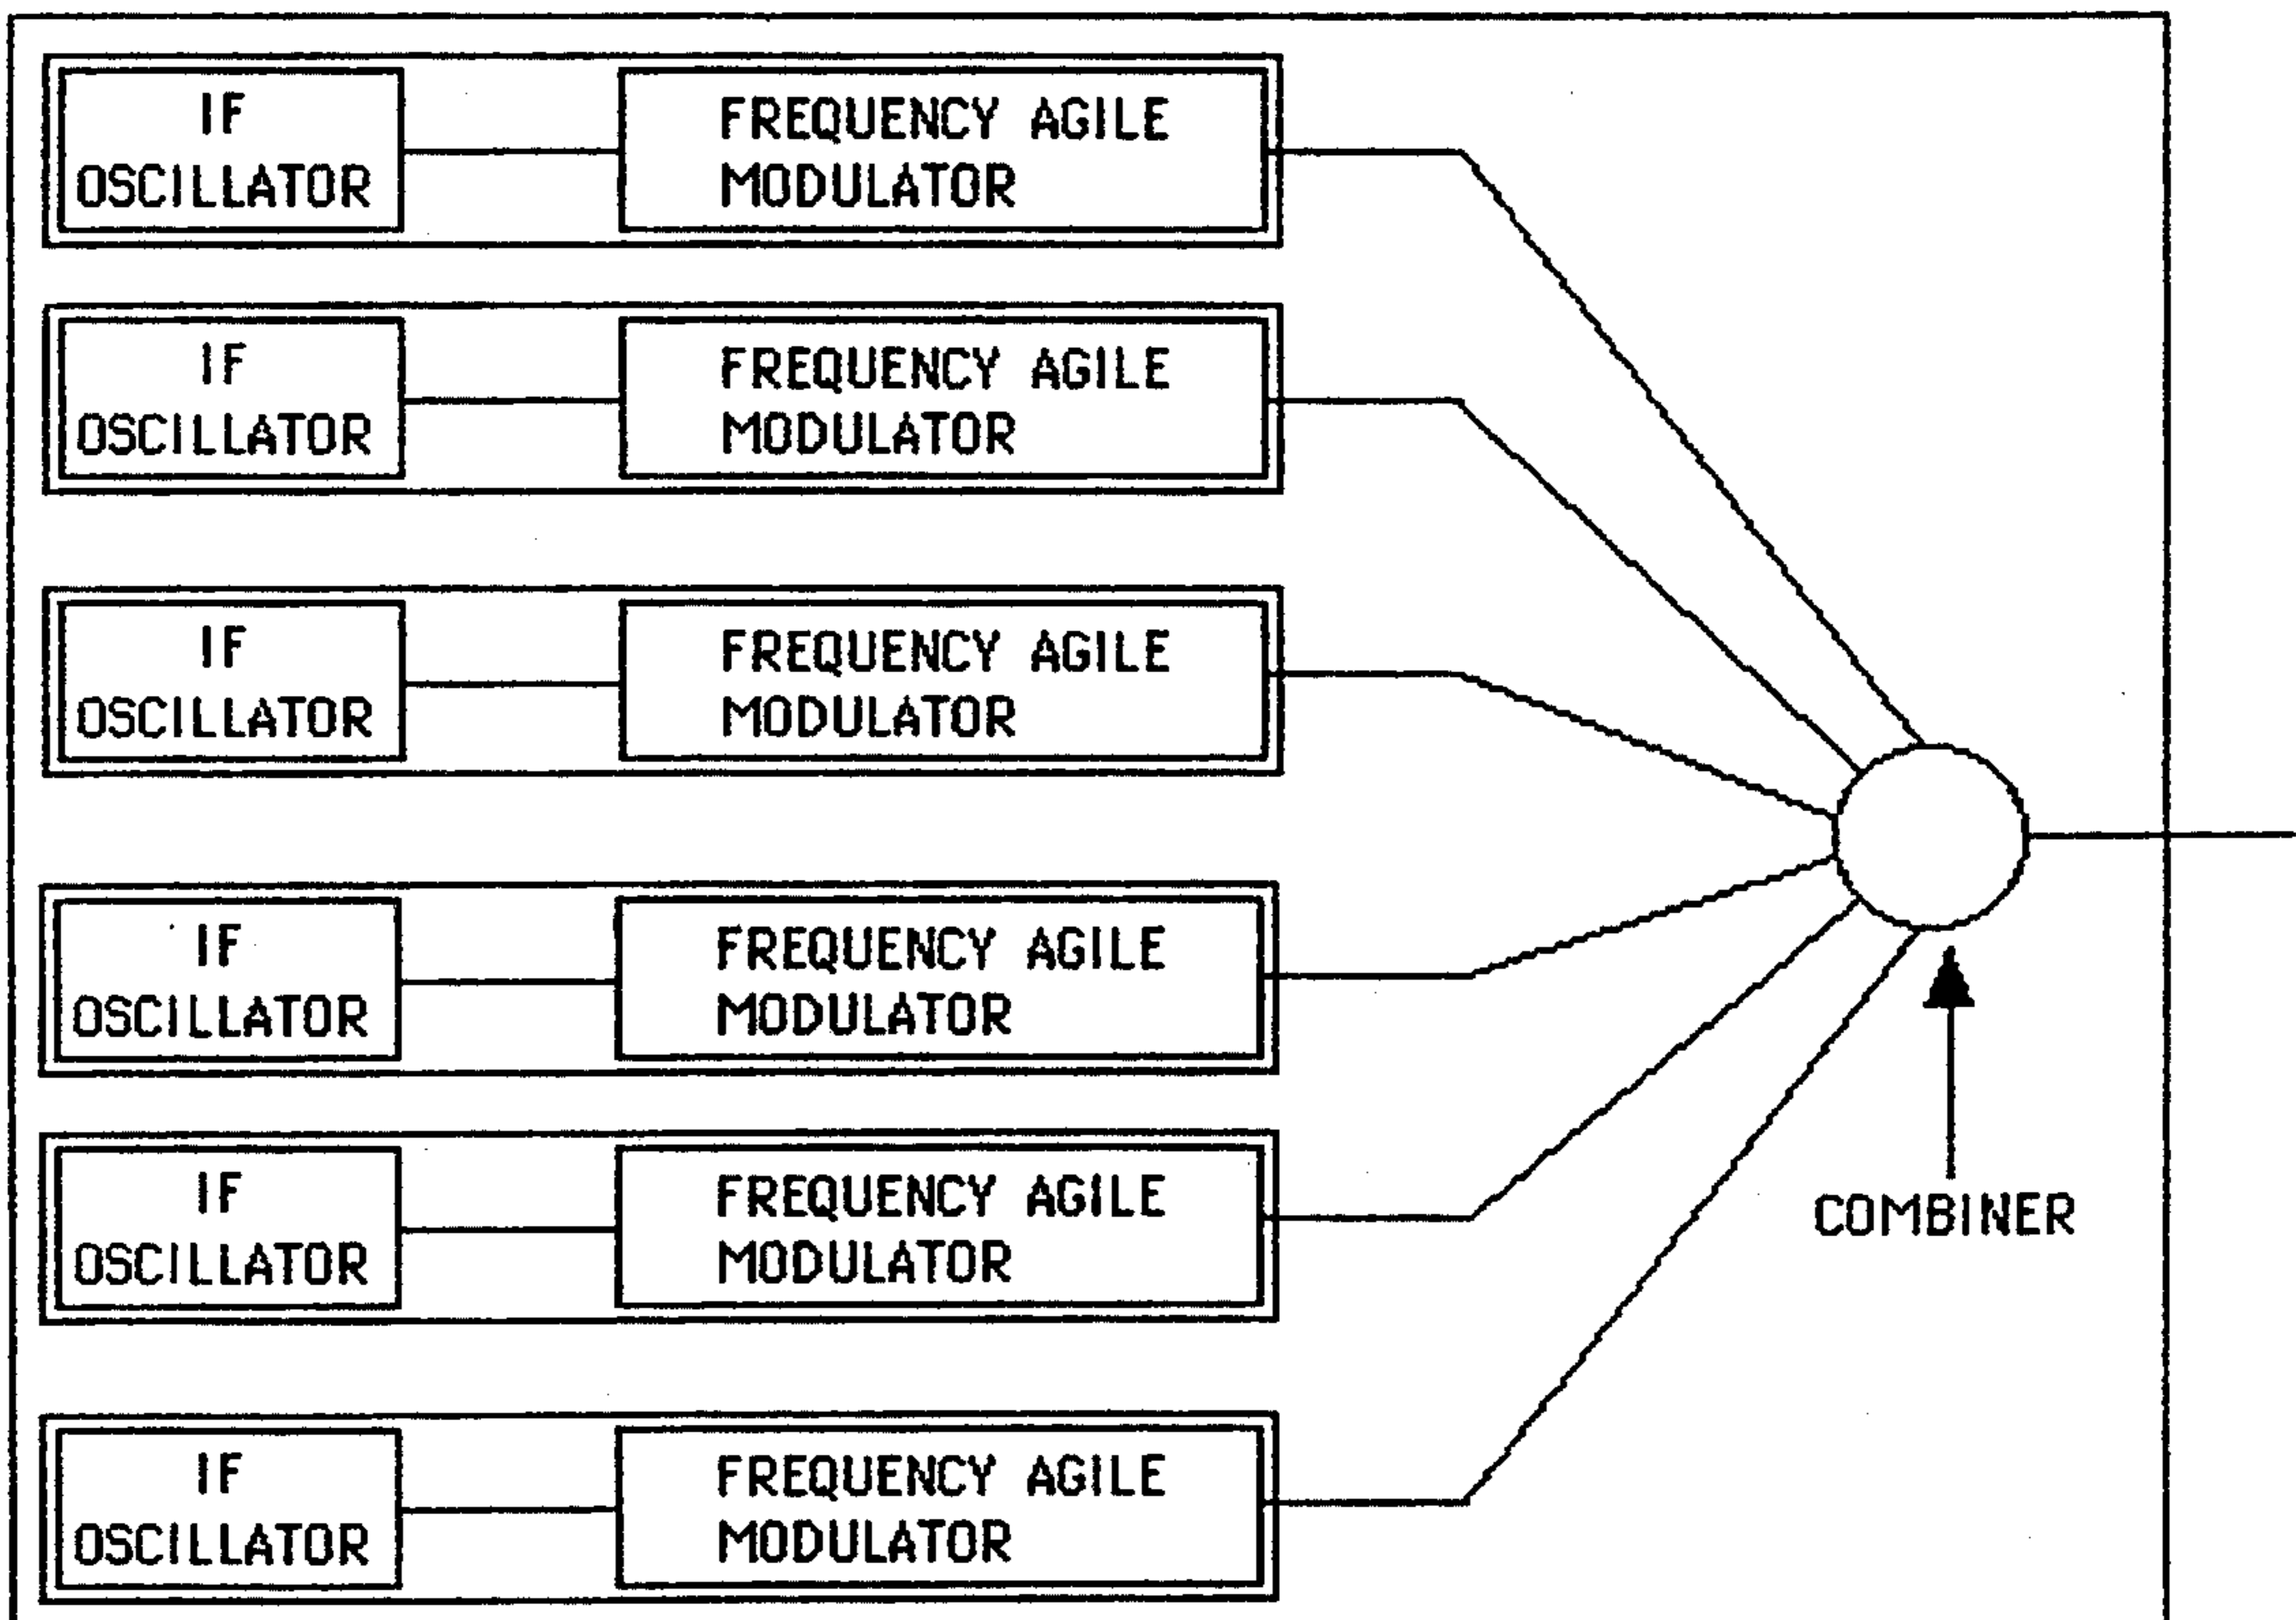 IF
OSCILLATOR
FREQUENCY AGILE
MODULATOR
IF
OSCILLATOR
FREQUENCY AGILE
MODULATOR
IF
OSCILLATOR
FREQUENCY AGILE
MODULATOR
IF
OSCILLATOR
FREQUENCY AGILE
MODULATOR
IF
OSCILLATOR
FREQUENCY AGILE
MODULATOR
COMBINER
IF
OSCILLATOR
FREQUENCY AGILE
MODULATOR